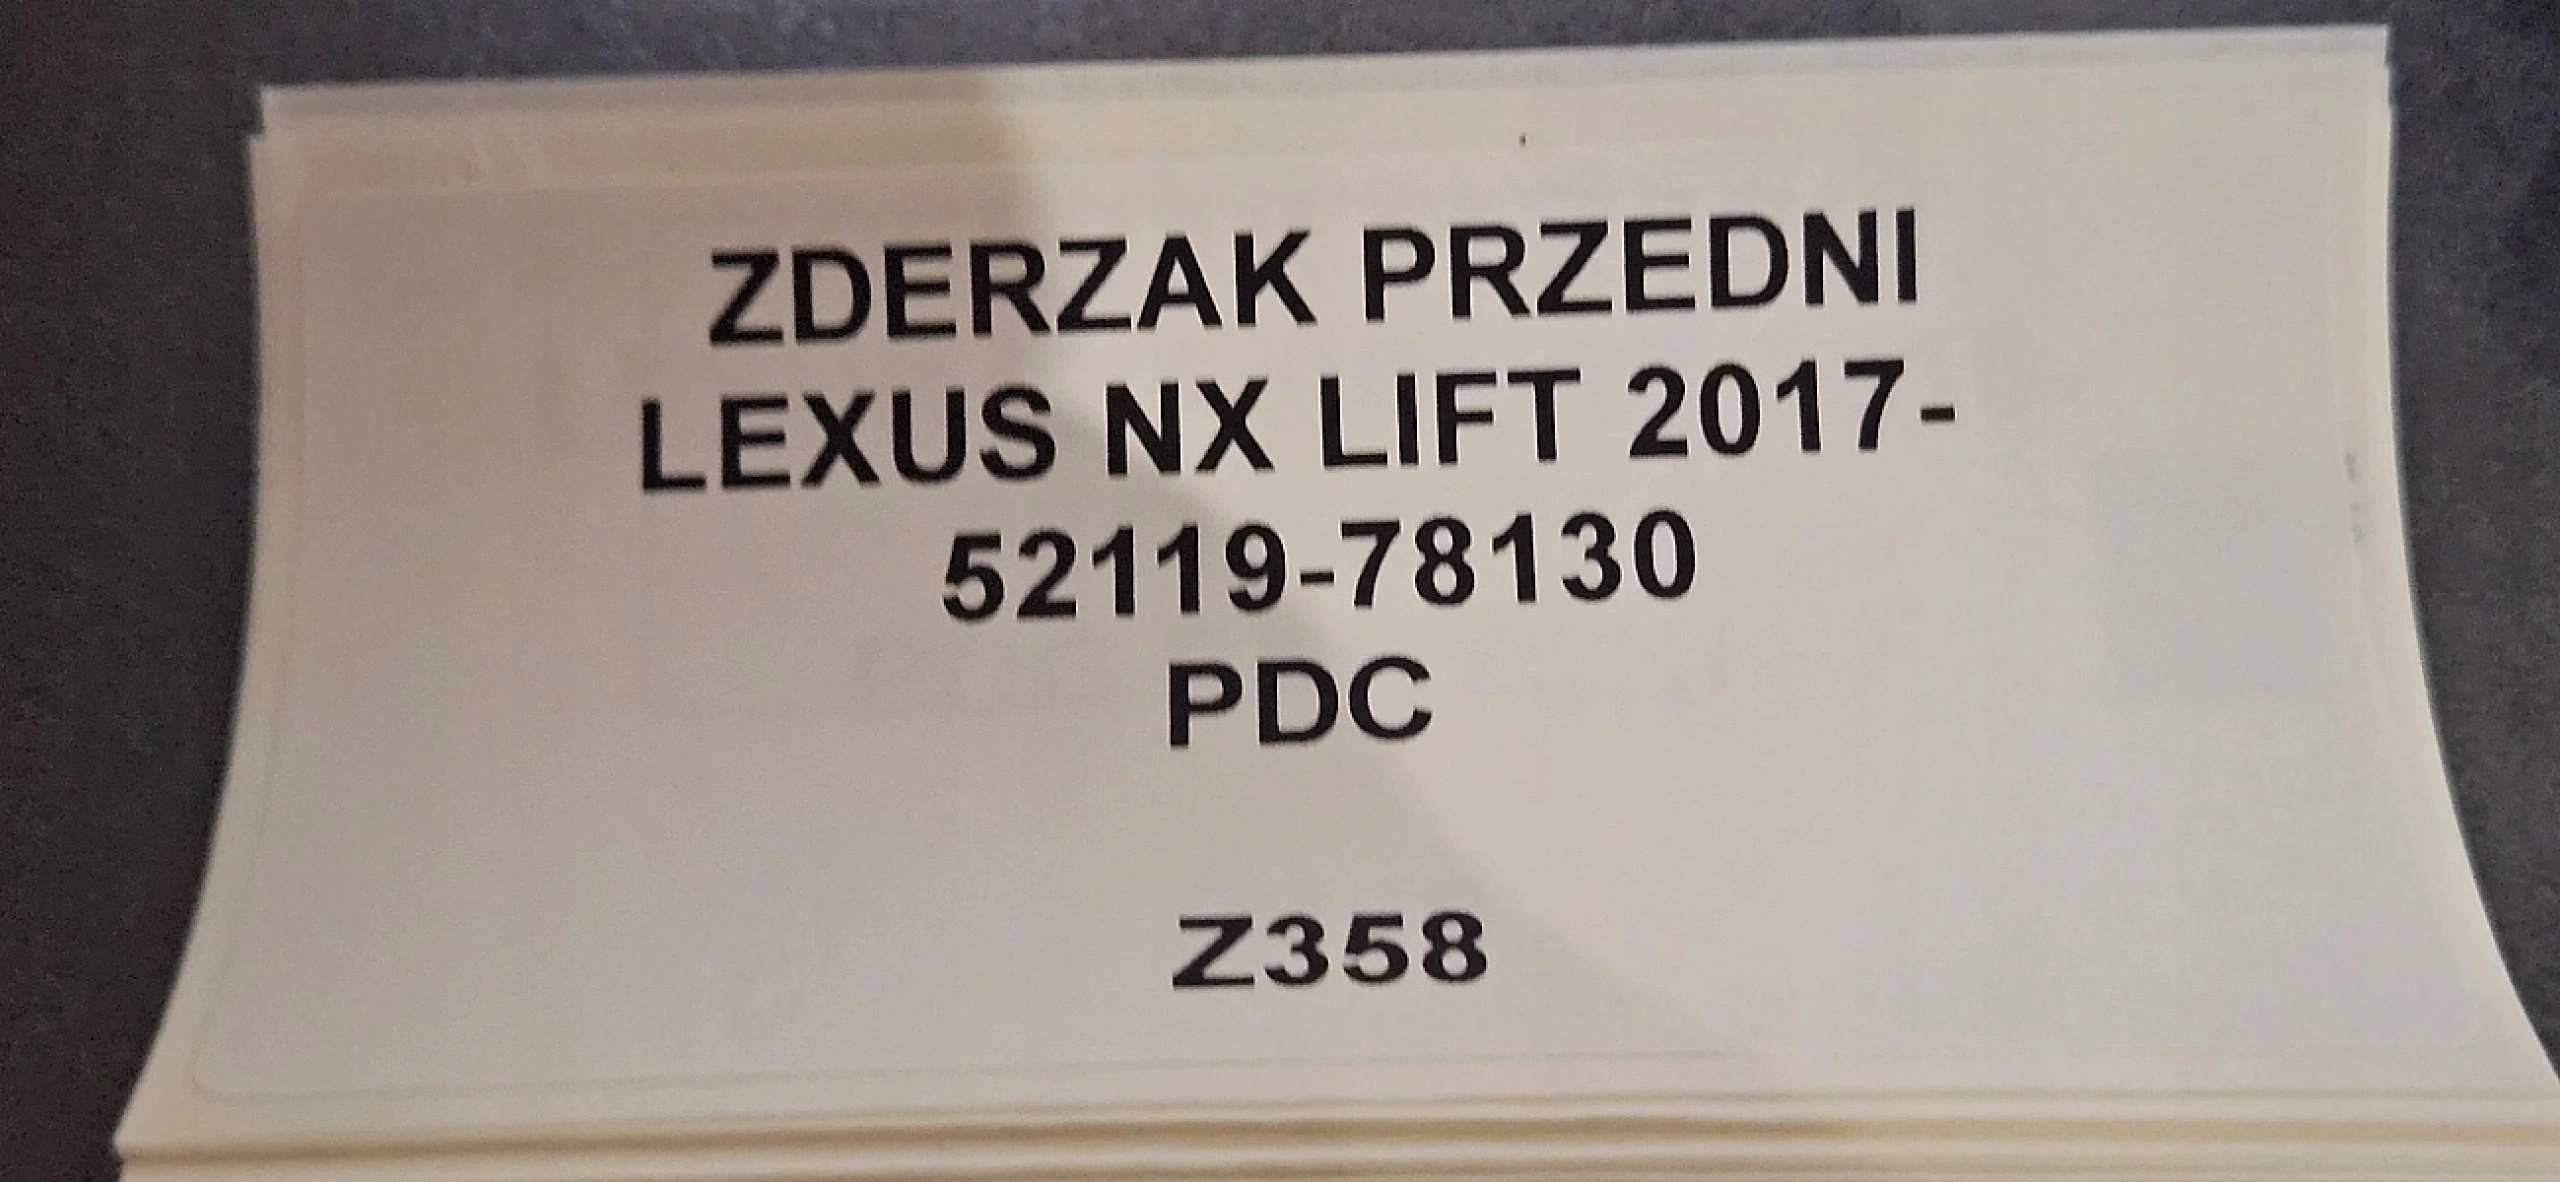 ZDERZAK PRZEDNI
LEXUS NX LIFT 2017-
52119-78130
PDC
Z358